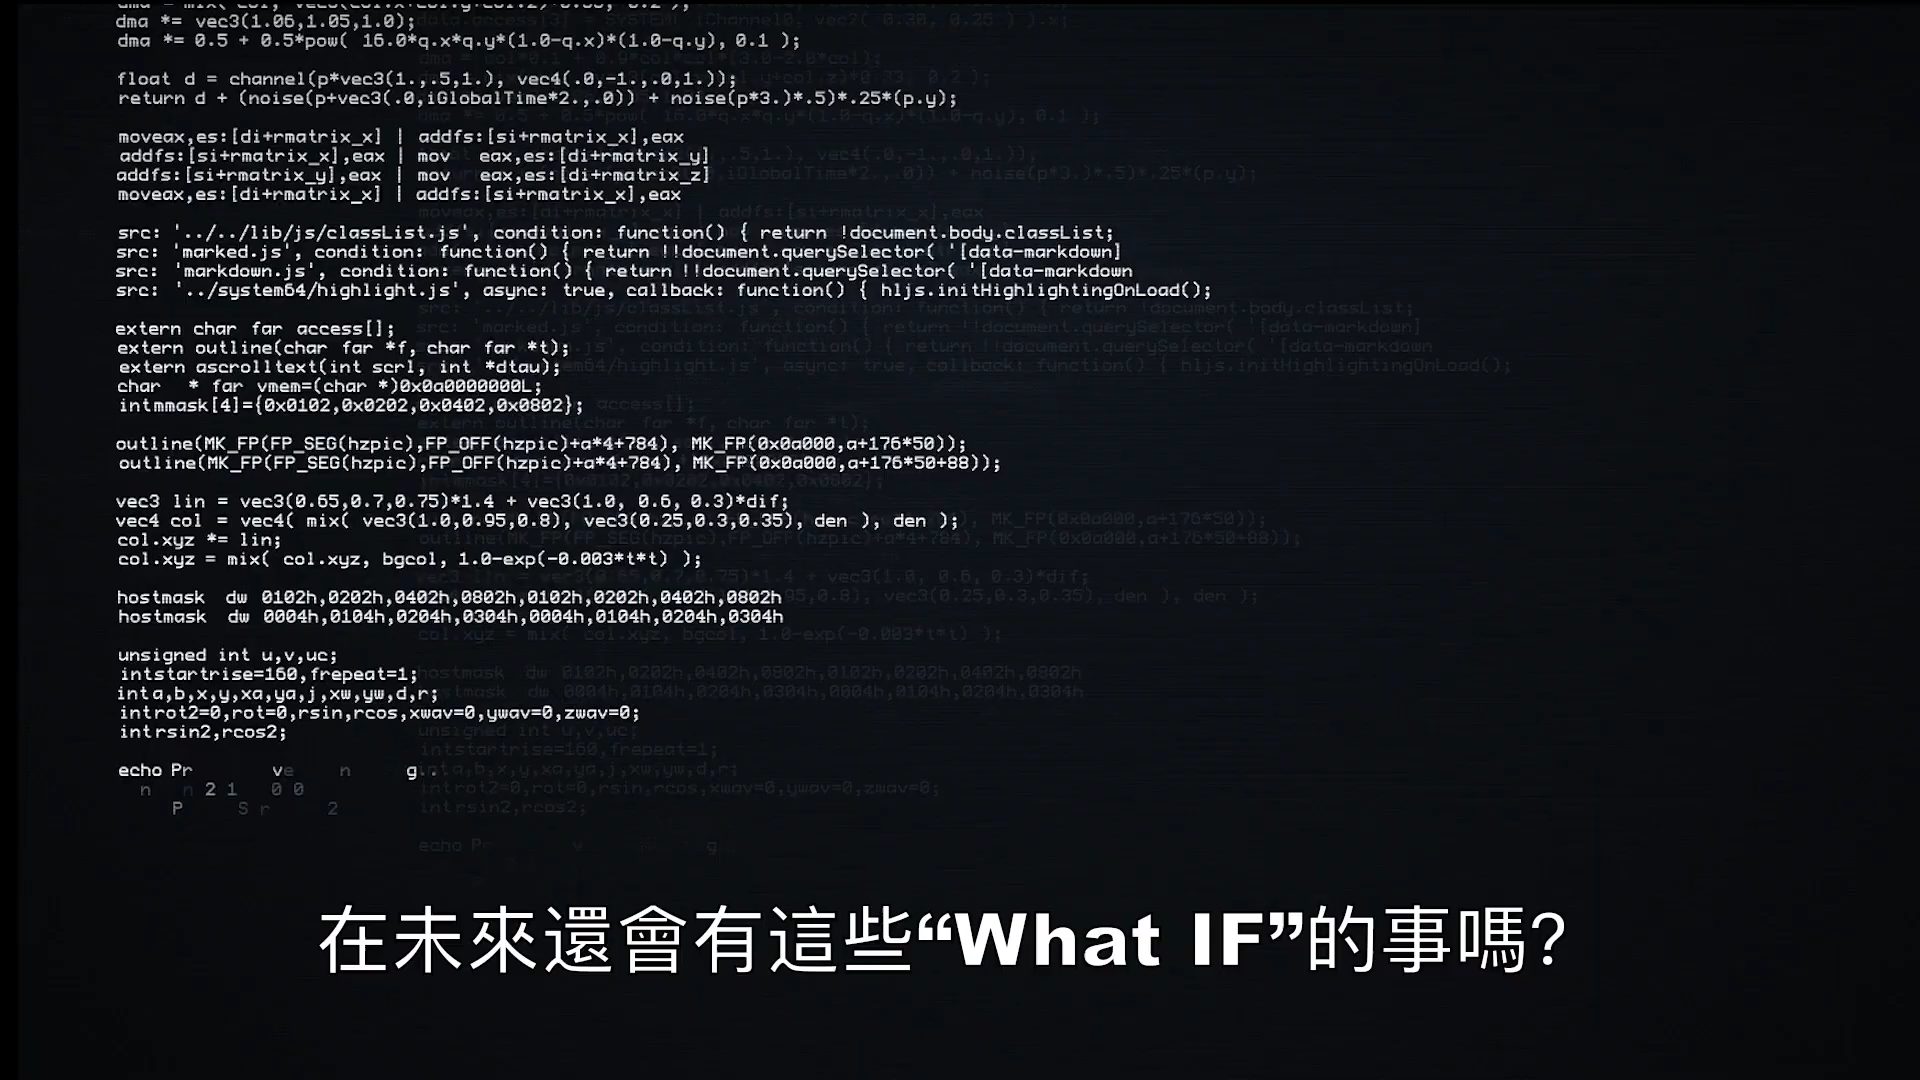 dma *= vec3(1.06,1.05,1.0);
dma *= 0.5 + 0.5*pow( 16.0*q.x*q.y*(1.0-q.x)*(1.0-q.y), 0.1 );
float d = channel(p*vec3(1.,.5,1.), vec4(.0,-1.,.0,1.));
return d + (noise(p+vec3(.0,iGlobalTime*2.,.0)) + noise(p*3.)*.5)*.25*(p.y);
moveax,es:[di+rmatrix_x] | addfs:[si+rmatrix_x],eax
addfs:[si+rmatrix_x],eax | mov   eax,es:[di+rmatrix_y]
addfs:[si+rmatrix_y],eax | mov   eax,es:[di+rmatrix_z]
moveax,es:[di+rmatrix_x] | addfs:[si+rmatrix_x],eax
src: '../../lib/js/classList.js', condition: function() { return !document.body.classList;
src: 'marked.js', condition: function() { return !!document.querySelector( '[data-markdown]
src: 'markdown.js', condition: function() { return !!document.querySelector( '[data-markdown
src: '../system64/highlight.js', async: true, callback: function() { hljs.initHighlightingOnLoad();
extern char far access[];
extern outline(char far *f, char far *t);
extern ascrolltext(int scrl, int *dtau);
char   * far vmem=(char *)0x0a0000000L;
intmmask[4]={0x0102,0x0202,0x0402,0x0802};
outline(MK_FP(FP_SEG(hzpic),FP_OFF(hzpic)+a*4+784), MK_FP(0x0a000,a+176*50));
outline(MK_FP(FP_SEG(hzpic),FP_OFF(hzpic)+a*4+784), MK_FP(0x0a000,a+176*50+88));
vec3 lin = vec3(0.65,0.7,0.75)*1.4 + vec3(1.0, 0.6, 0.3)*dif;
vec4 col = vec4( mix( vec3(1.0,0.95,0.8), vec3(0.25,0.3,0.35), den ), den );
col.xyz *= lin;
col.xyz = mix( col.xyz, bgcol, 1.0-exp(-0.003*t*t) );
hostmask  dw 0102h,0202h,0402h,0802h,0102h,0202h,0402h,0802h
hostmask  dw 0004h,0104h,0204h,0304h,0004h,0104h,0204h,0304h
unsigned int u,v,uc;
intstartrise=160,frepeat=1;
inta,b,x,y,xa,ya,j,xw,yw,d,r;
introt2=0,rot=0,rsin,rcos,xwav=0,ywav=0,zwav=0;
intrsin2,rcos2;
echo Pr ve n g..
n n 2 1 0 0
P S r 2
在未來還會有這些“What IF”的事嗎?